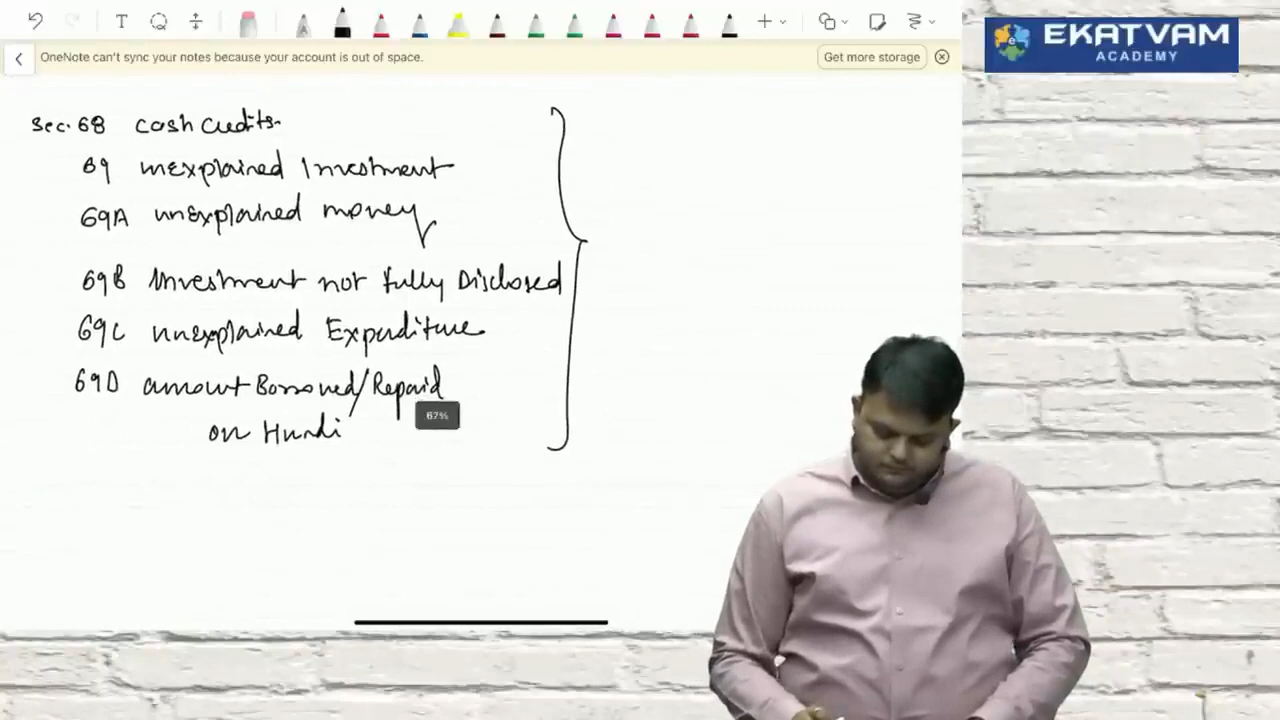 T
OneNote can't sync your notes because your account is out of space.
Get more storage
EKATVAM
ACADEMY
Sec. 68 Cash Credits
69 unexplained Investment
69A unexplained money
69B Investment not fully Disclosed
69C unexplained Expenditure
69D amount Borrowed/Repaid
67%
on Hundi